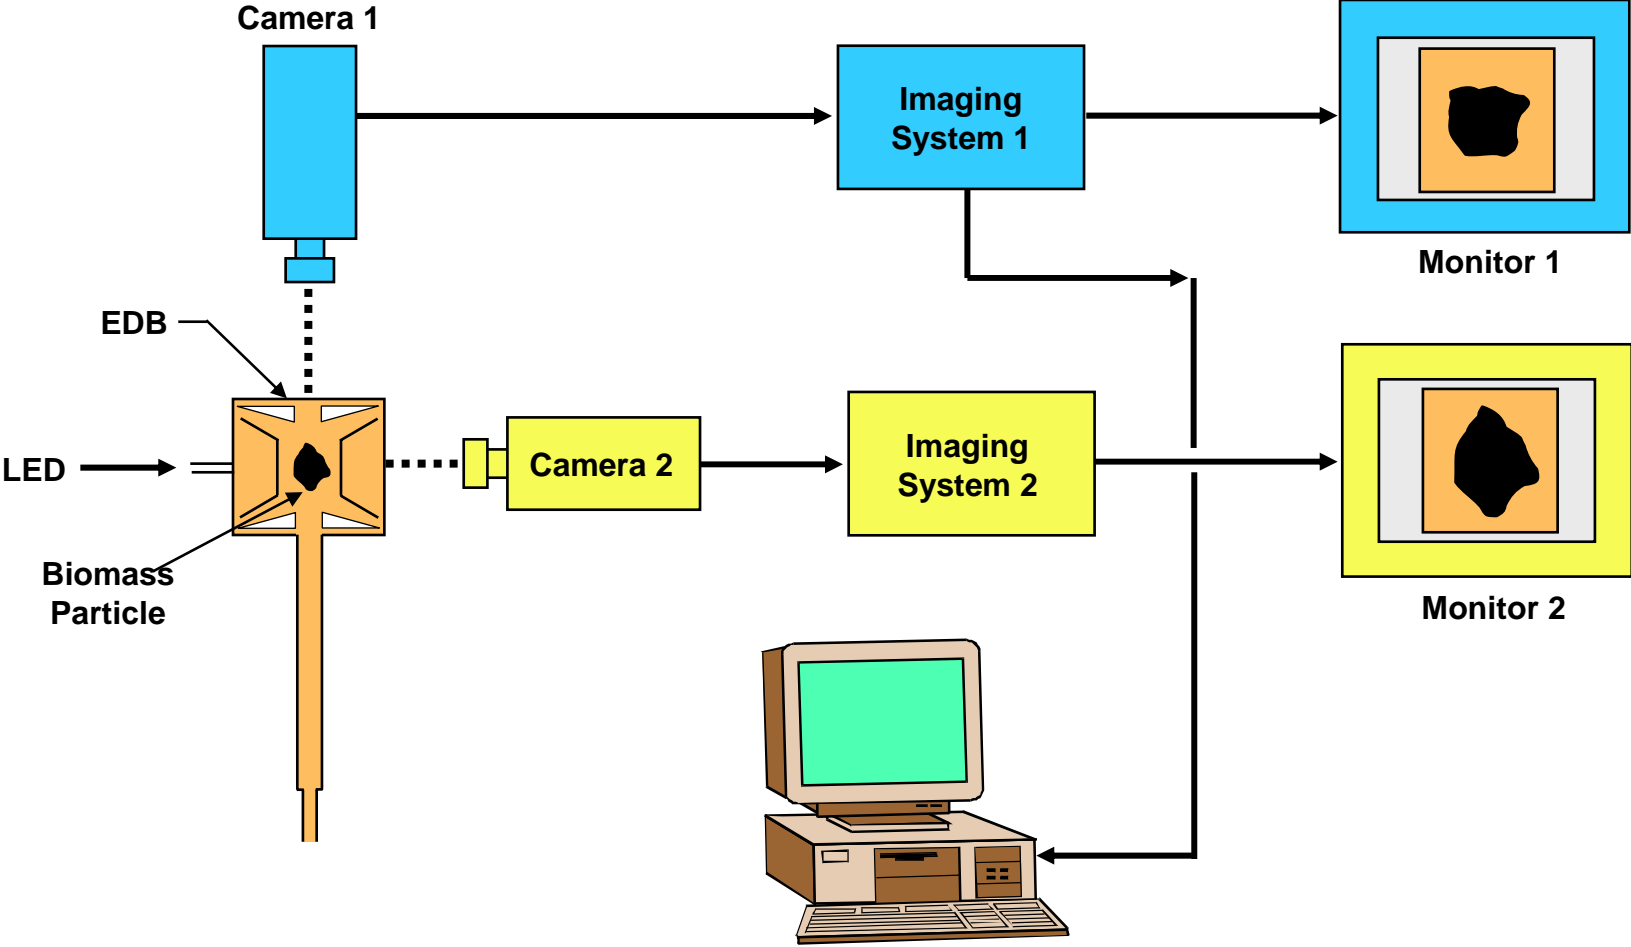 Camera 1
Imaging
System 1
Monitor 1
EDB
LED
Camera 2
Imaging
System 2
Biomass
Particle
Monitor 2